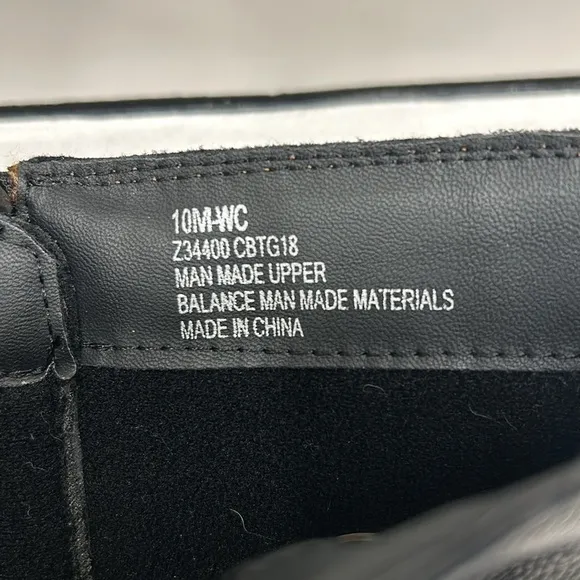 10M-WC
Z34400 CBTG18
MAN MADE UPPER
BALANCE MAN MADE MATERIALS
MADE IN CHINA